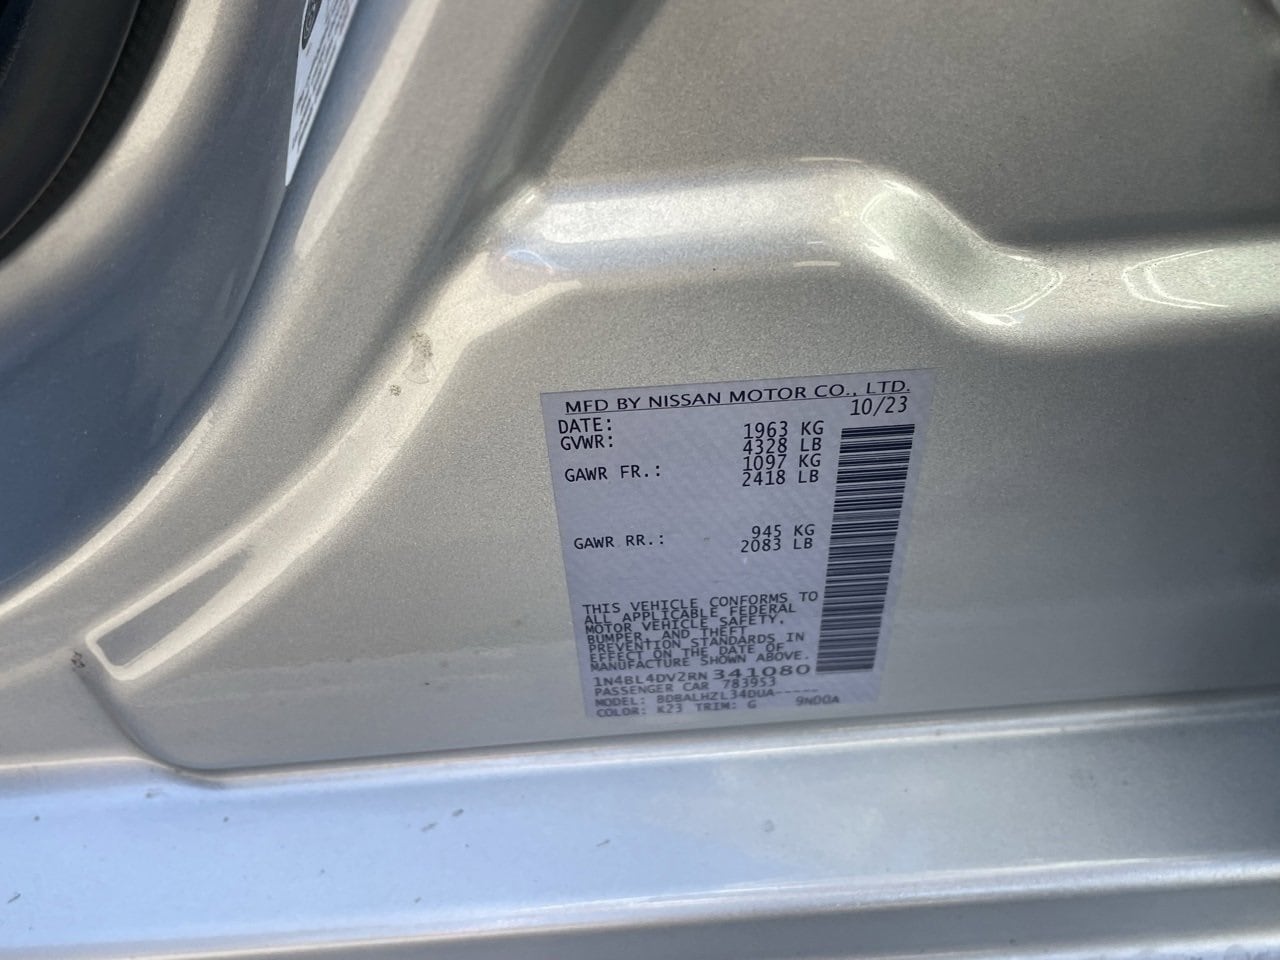 MFD BY NISSAN MOTOR CO., LTD.
DATE: 10/23
GVWR: 1963 KG
4328 LB
GAWR FR.: 1097 KG
2418 LB
GAWR RR.: 945 KG
2083 LB
THIS VEHICLE CONFORMS TO
ALL APPLICABLE FEDERAL
MOTOR VEHICLE SAFETY,
BUMPER, AND THEFT
PREVENTION STANDARDS IN
EFFECT ON THE DATE OF
MANUFACTURE SHOWN ABOVE.
1N4BL4DV2RN 341080
PASSENGER CAR 783953
MODEL: BDBALHZL34DUA-----
COLOR: K23 TRIM: G 9N00A